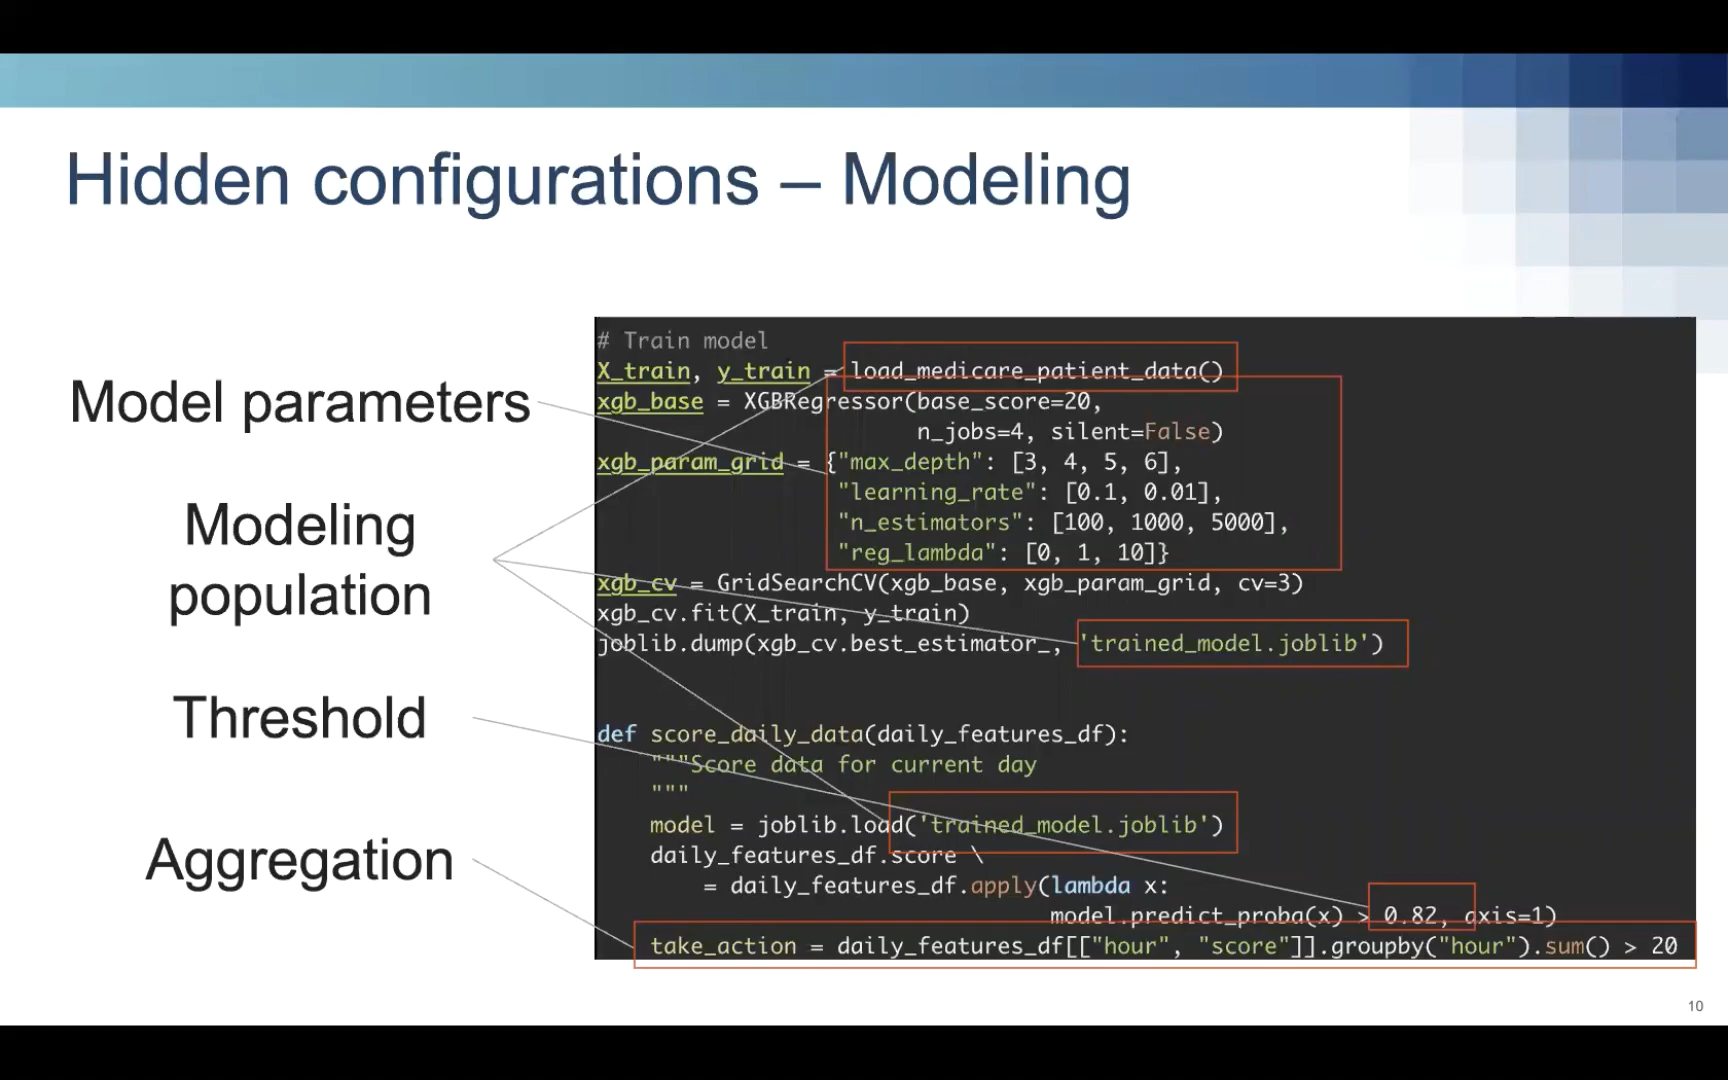 Hidden configurations – Modeling
Model parameters
Modeling
population
Threshold
Aggregation
# Train model
X_train, y_train = load_medicare_patient_data()
xgb_base = XGBRegressor(base_score=20,
n_jobs=4, silent=False)
xgb_param_grid = {"max_depth": [3, 4, 5, 6],
"learning_rate": [0.1, 0.01],
"n_estimators": [100, 1000, 5000],
"reg_lambda": [0, 1, 10]}
xgb_cv = GridSearchCV(xgb_base, xgb_param_grid, cv=3)
xgb_cv.fit(X_train, y_train)
joblib.dump(xgb_cv.best_estimator_, 'trained_model.joblib')
def score_daily_data(daily_features_df):
"""Score data for current day
"""
model = joblib.load('trained_model.joblib')
daily_features_df.score \
= daily_features_df.apply(lambda x:
model.predict_proba(x) > 0.82, axis=1)
take_action = daily_features_df[["hour", "score"]].groupby("hour").sum() > 20
10